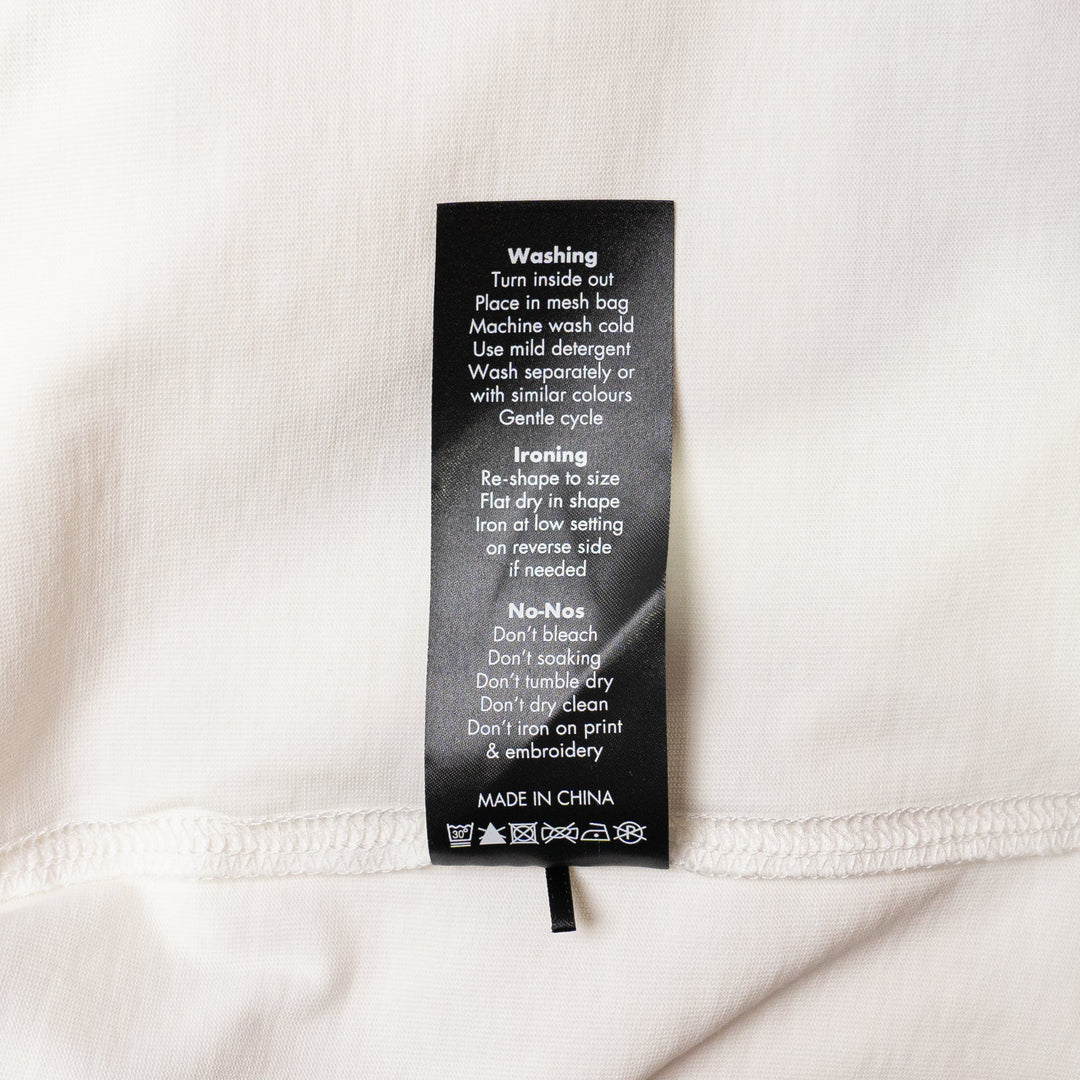 Washing
Turn inside out
Place in mesh bag
Machine wash cold
Use mild detergent
Wash separately or
with similar colours
Gentle cycle
Ironing
Re-shape to size
Flat dry in shape
Iron at low setting
on reverse side
if needed
No-Nos
Don't bleach
Don't soaking
Don't tumble dry
Don't dry clean
Don't iron on print
& embroidery
MADE IN CHINA
30° P